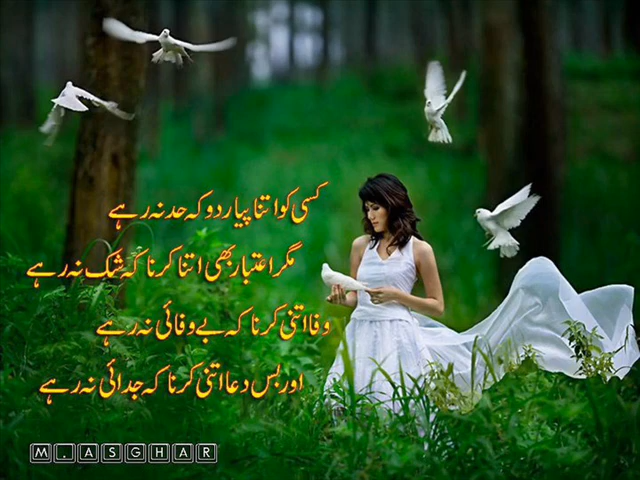 کسی کو اتنا پیار دو کہ حد نہ رہے
مگر اعتبار بھی اتنا کرنا کہ شک نہ رہے
وفا اتنی کرنا کہ بے وفائی نہ رہے
اور بس دعا اتنی کرنا کہ جدائی نہ رہے
M.ASGHAR